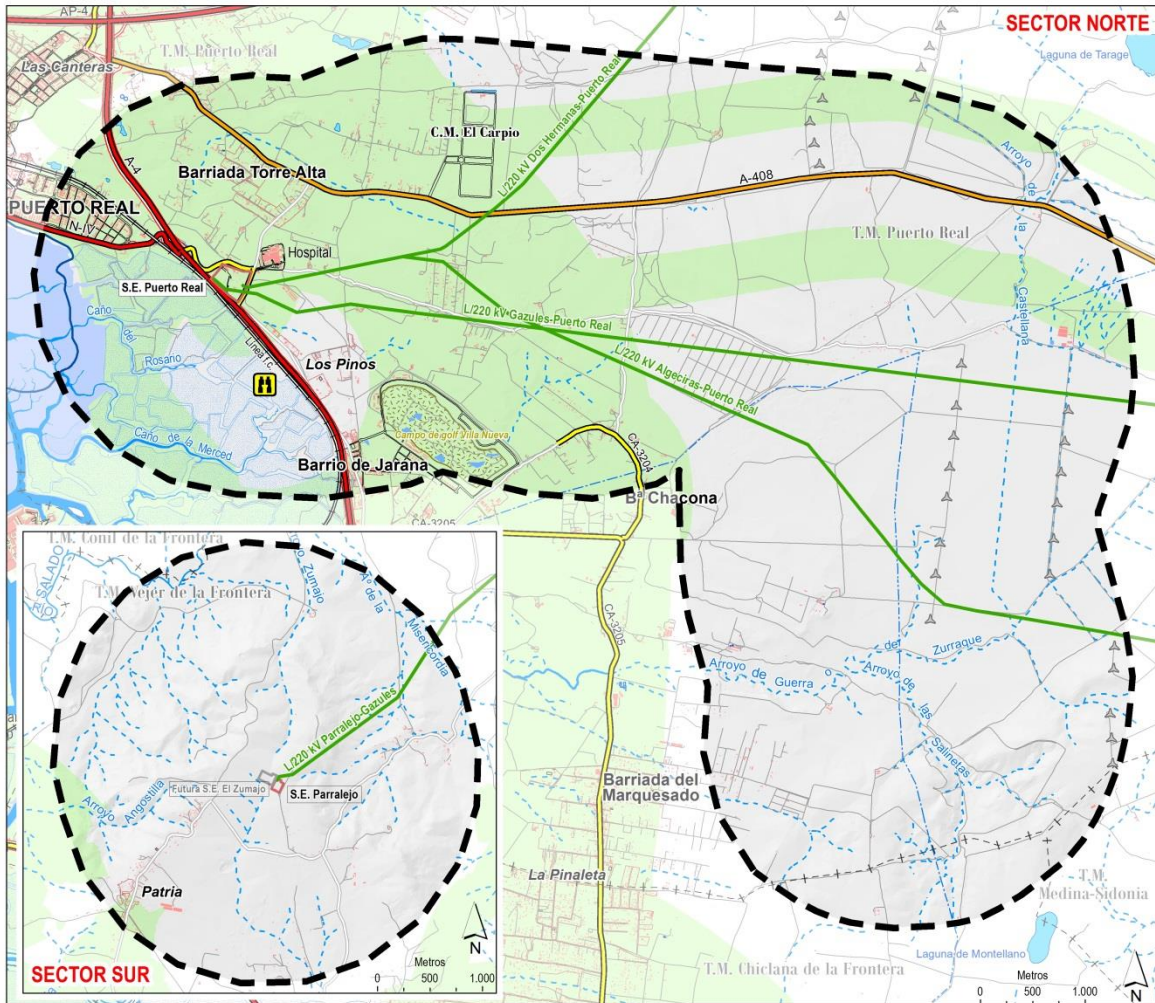 SECTOR NORTE
AP-4
T.M. Puerto Real
Laguna de Tarage
Las Canteras
8
A-4
C.M. El Carpio
L/220 kV Dos Hermanas-Puerto Real
Arroyo de la Castellana
Barriada Torre Alta
A-408
PUERTO REAL
N-IV
T.M. Puerto Real
Hospital
S.E. Puerto Real
Caño del Rosario
Línea f.c.
L/220 kV Gazules-Puerto Real
L/220 kV Algeciras-Puerto Real
Los Pinos
Caño de la Merced
Campo de golf Villa Nueva
CA-3204
Barrio de Jarana
Bª Chacona
CA-3205
CA-3205
Arroyo de Zurraque
Arroyo de Guerra
Arroyo de las Salinetas
Barriada del
Marquesado
La Pinaleta
T.M.
Medina-Sidonia
Laguna de Montellano
T.M. Chiclana de la Frontera
Metros
0 500 1.000
N
T.M. Conil de la Frontera
RÍO SALADO
T.M. Vejer de la Frontera
Arroyo Zumajo
Aº de la Misericordia
L/220 kV Parralejo-Gazules
Futura S.E. El Zumajo
S.E. Parralejo
Arroyo Angostilla
Patria
SECTOR SUR
Metros
0 500 1.000
N